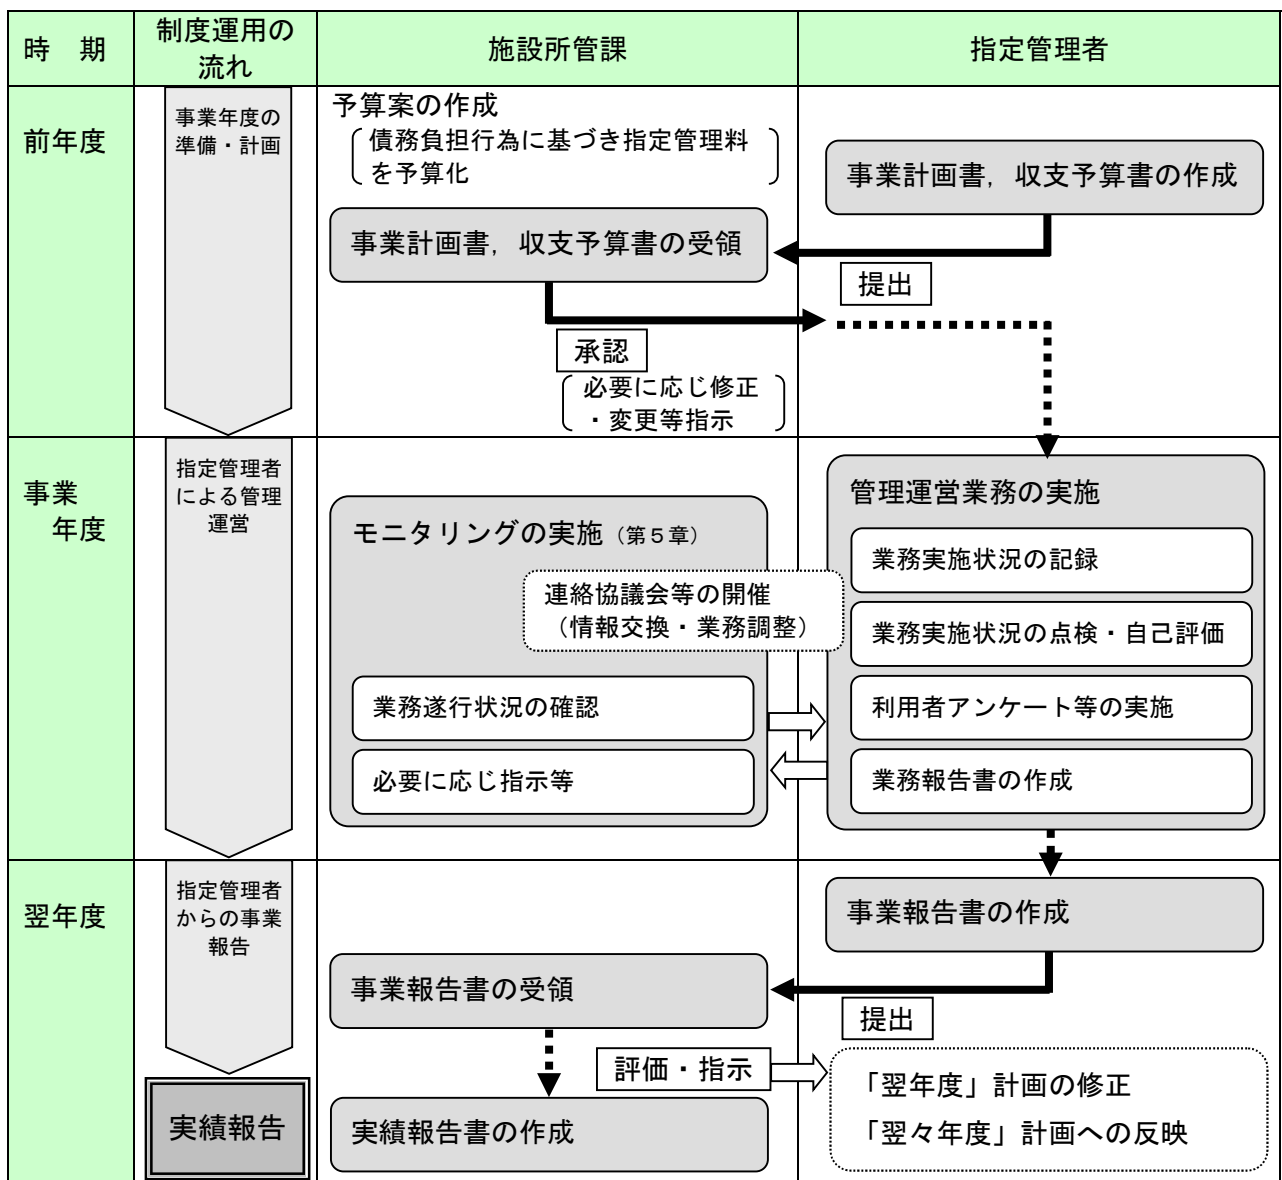 時　期
制度運用の
流れ
施設所管課
指定管理者
前年度
事業年度の
準備・計画
予算案の作成
債務負担行為に基づき指定管理料
を予算化
事業計画書，収支予算書の作成
事業計画書，収支予算書の受領
提出
承認
必要に応じ修正
・変更等指示
事業
年度
指定管理者
による管理
運営
モニタリングの実施（第５章）
連絡協議会等の開催
（情報交換・業務調整）
業務遂行状況の確認
必要に応じ指示等
管理運営業務の実施
業務実施状況の記録
業務実施状況の点検・自己評価
利用者アンケート等の実施
業務報告書の作成
翌年度
指定管理者
からの事業
報告
事業報告書の作成
事業報告書の受領
提出
評価・指示
「翌年度」計画の修正
「翌々年度」計画への反映
実績報告
実績報告書の作成